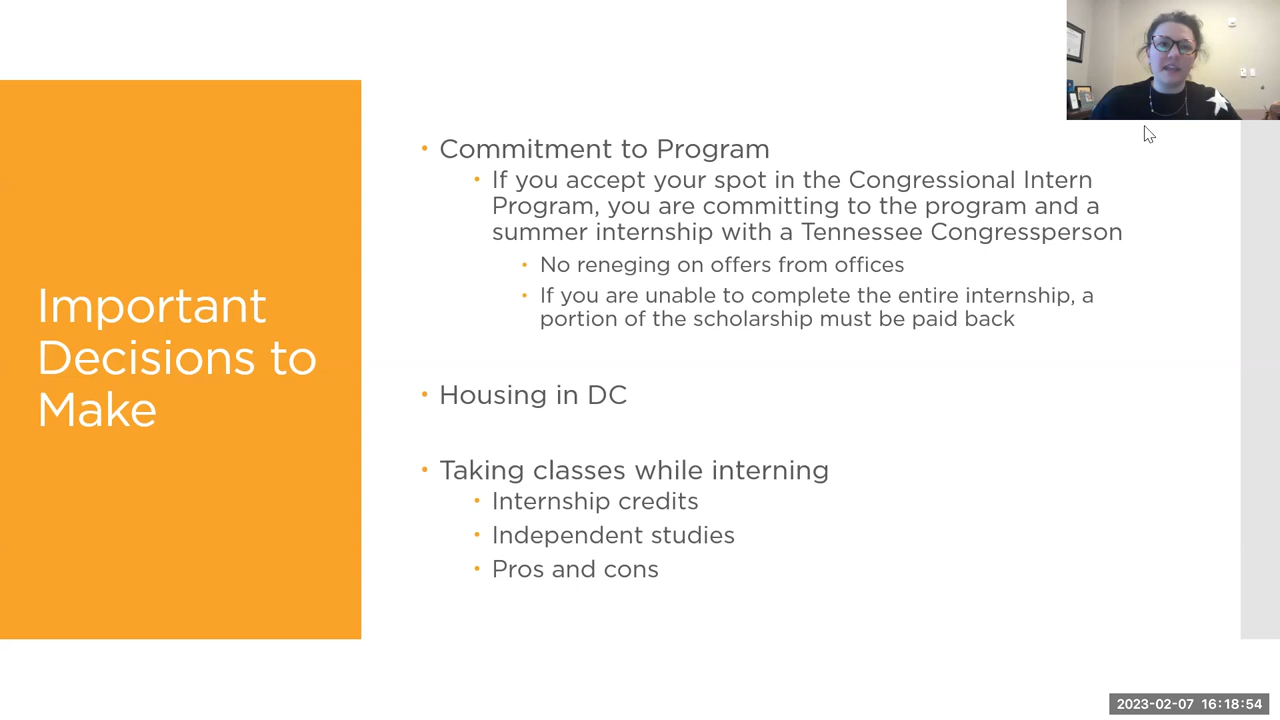 Important
Decisions to
Make
• Commitment to Program
• If you accept your spot in the Congressional Intern
Program, you are committing to the program and a
summer internship with a Tennessee Congressperson
• No reneging on offers from offices
• If you are unable to complete the entire internship, a
portion of the scholarship must be paid back
• Housing in DC
• Taking classes while interning
• Internship credits
• Independent studies
• Pros and cons
2023-02-07 16:18:54